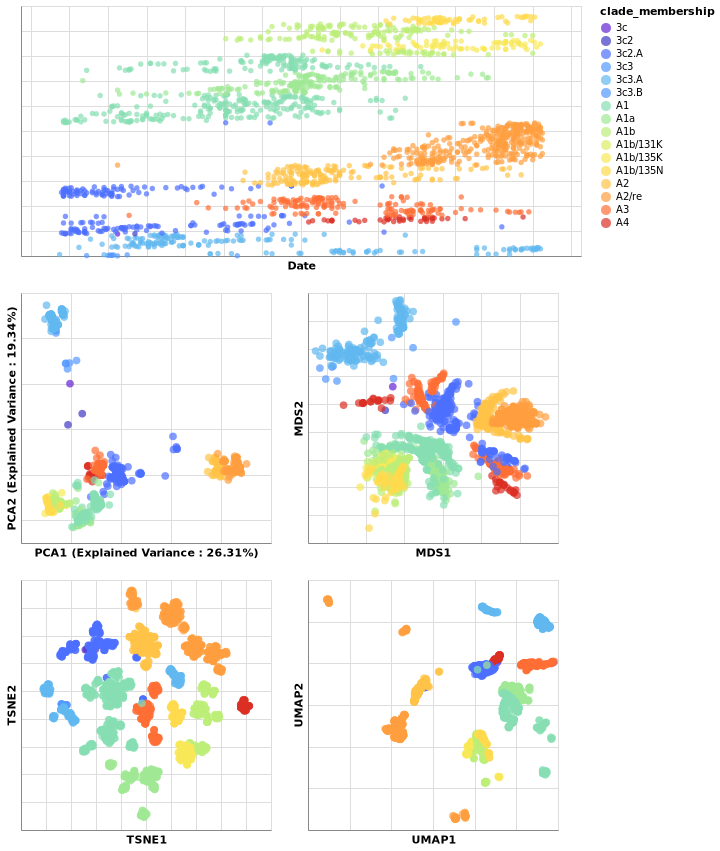 clade_membership
3c
3c2
3c2.A
3c3
3c3.A
3c3.B
A1
A1a
A1b
A1b/131K
A1b/135K
A1b/135N
A2
A2/re
A3
A4
Date
PCA2 (Explained Variance : 19.34%)
PCA1 (Explained Variance : 26.31%)
MDS2
MDS1
TSNE2
TSNE1
UMAP2
UMAP1